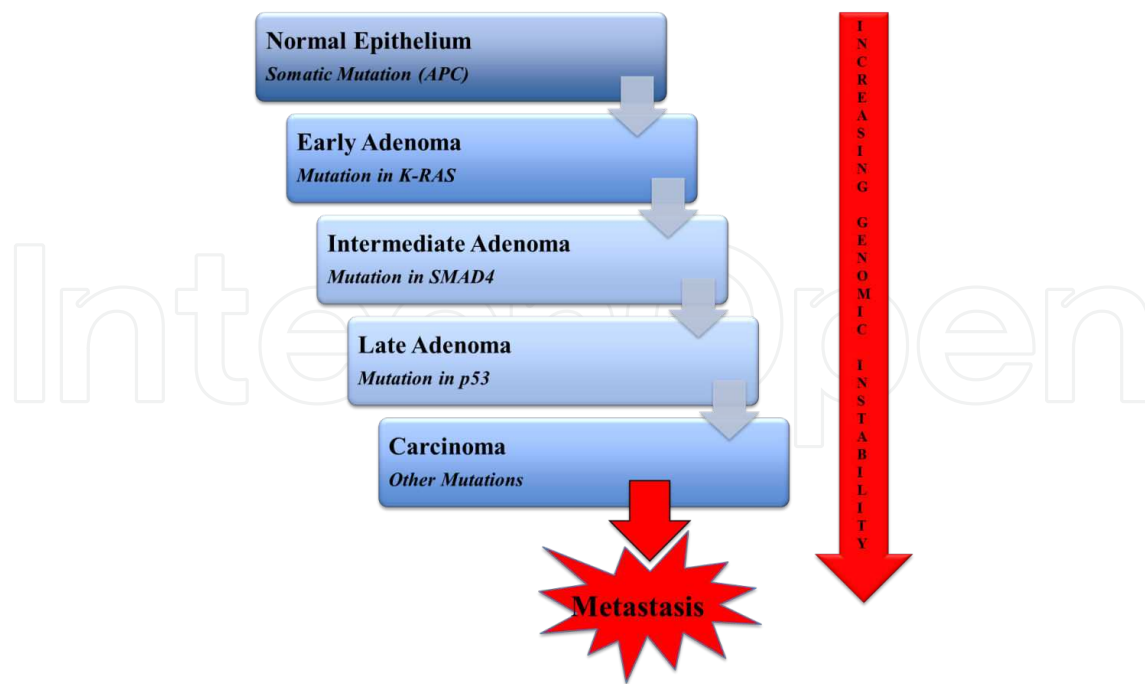 Normal Epithelium
Somatic Mutation (APC)
Early Adenoma
Mutation in K-RAS
Intermediate Adenoma
Mutation in SMAD4
Late Adenoma
Mutation in p53
Carcinoma
Other Mutations
Metastasis
INCREASING GENOMIC INSTABILITY
IntechOpen